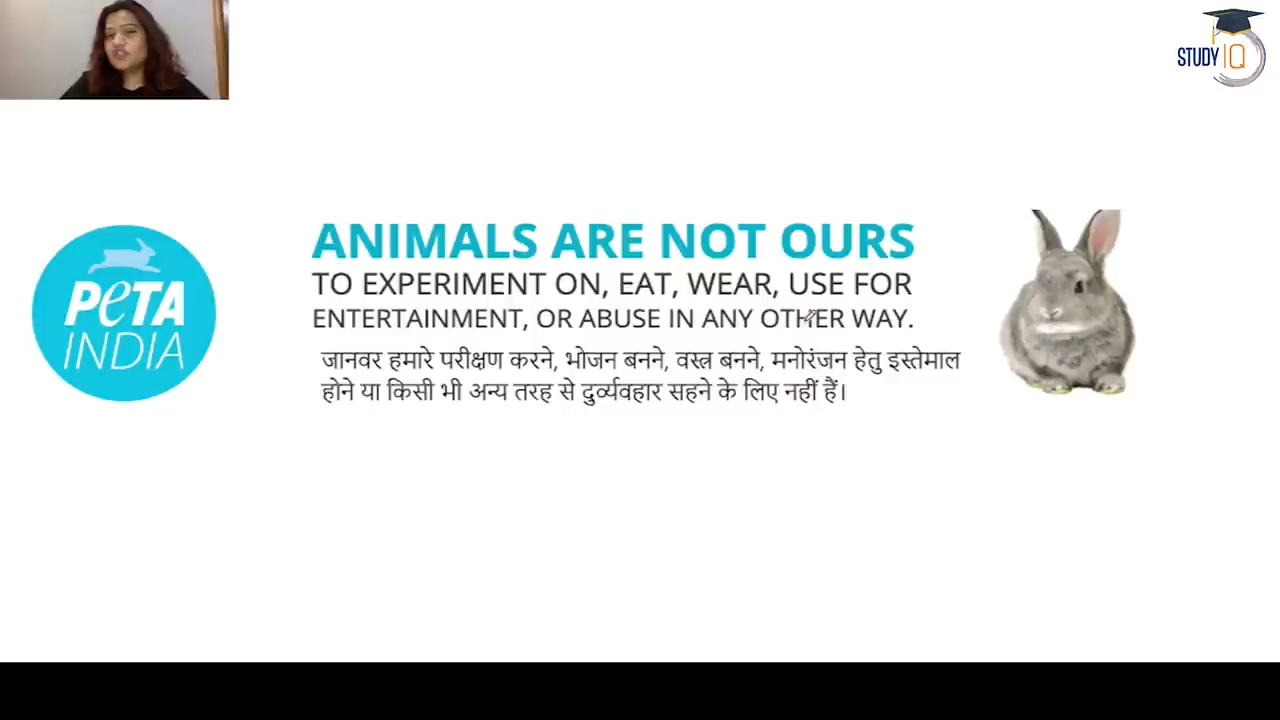 STUDY IQ
ANIMALS ARE NOT OURS
TO EXPERIMENT ON, EAT, WEAR, USE FOR
ENTERTAINMENT, OR ABUSE IN ANY OTHER WAY.
जानवर हमारे परीक्षण करने, भोजन बनने, वस्त्र बनने, मनोरंजन हेतु इस्तेमाल
होने या किसी भी अन्य तरह से दुर्व्यवहार सहने के लिए नहीं हैं।
PeTA
INDIA